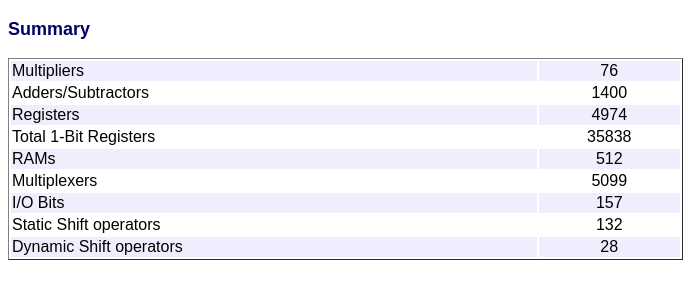 Summary
Multipliers 76
Adders/Subtractors 1400
Registers 4974
Total 1-Bit Registers 35838
RAMs 512
Multiplexers 5099
I/O Bits 157
Static Shift operators 132
Dynamic Shift operators 28